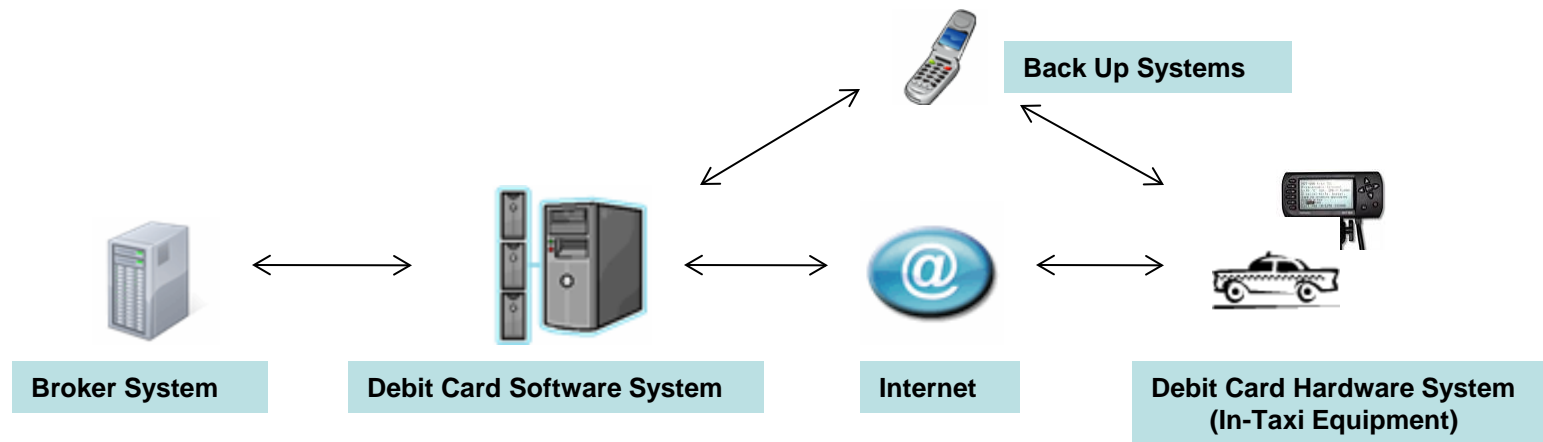 Back Up Systems
@
Broker System
Debit Card Software System
Internet
Debit Card Hardware System
(In-Taxi Equipment)